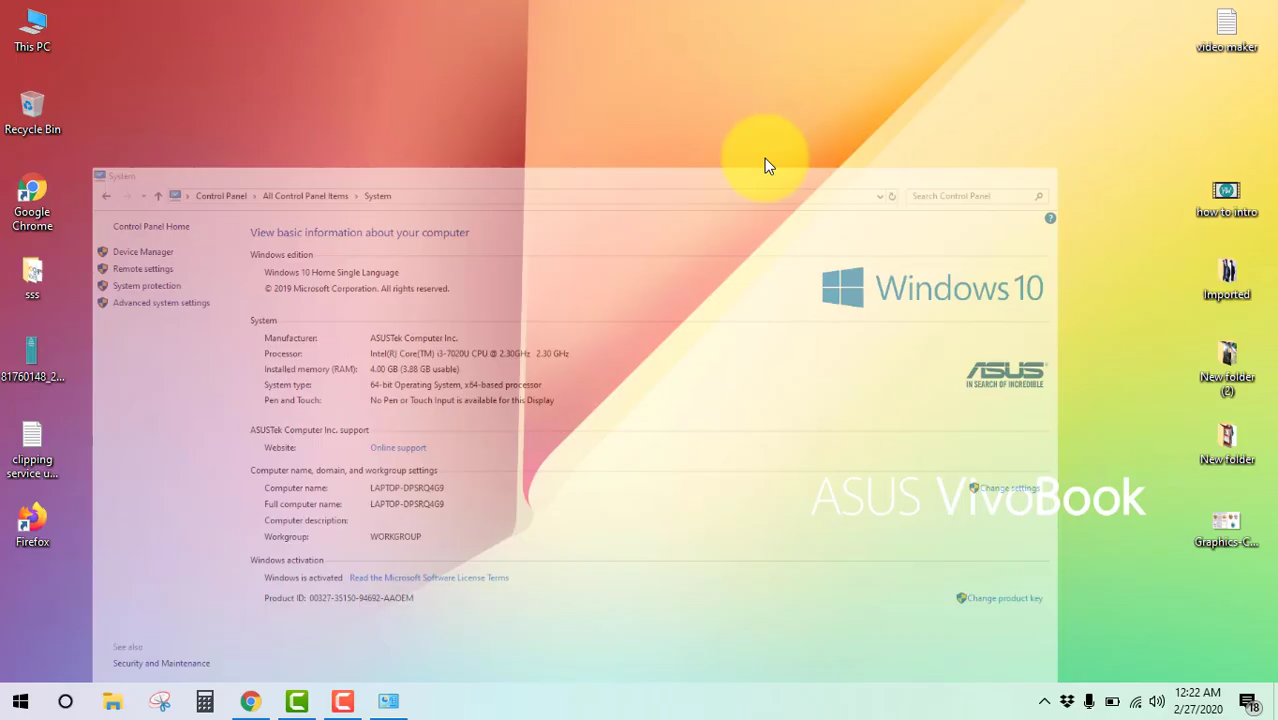 This PC
Recycle Bin
Google
Chrome
sss
81760148_2...
clipping
service u...
Firefox
System
Control Panel > All Control Panel Items > System
Search Control Panel
Control Panel Home
Device Manager
Remote settings
System protection
Advanced system settings
See also
Security and Maintenance
View basic information about your computer
Windows edition
Windows 10 Home Single Language
© 2019 Microsoft Corporation. All rights reserved.
Windows 10
System
Manufacturer: ASUSTek Computer Inc.
Processor: Intel(R) Core(TM) i3-7020U CPU @ 2.30GHz 2.30 GHz
Installed memory (RAM): 4.00 GB (3.88 GB usable)
System type: 64-bit Operating System, x64-based processor
Pen and Touch: No Pen or Touch Input is available for this Display
ASUS
IN SEARCH OF INCREDIBLE
ASUSTek Computer Inc. support
Website: Online support
Computer name, domain, and workgroup settings
Computer name: LAPTOP-DPSRQ4G9
Change settings
Full computer name: LAPTOP-DPSRQ4G9
Computer description:
Workgroup: WORKGROUP
ASUS VivoBook
Windows activation
Windows is activated Read the Microsoft Software License Terms
Product ID: 00327-35150-94692-AAOEM
Change product key
video maker
how to intro
Imported
New folder
(2)
New folder
Graphics-C...
12:22 AM
2/27/2020
18